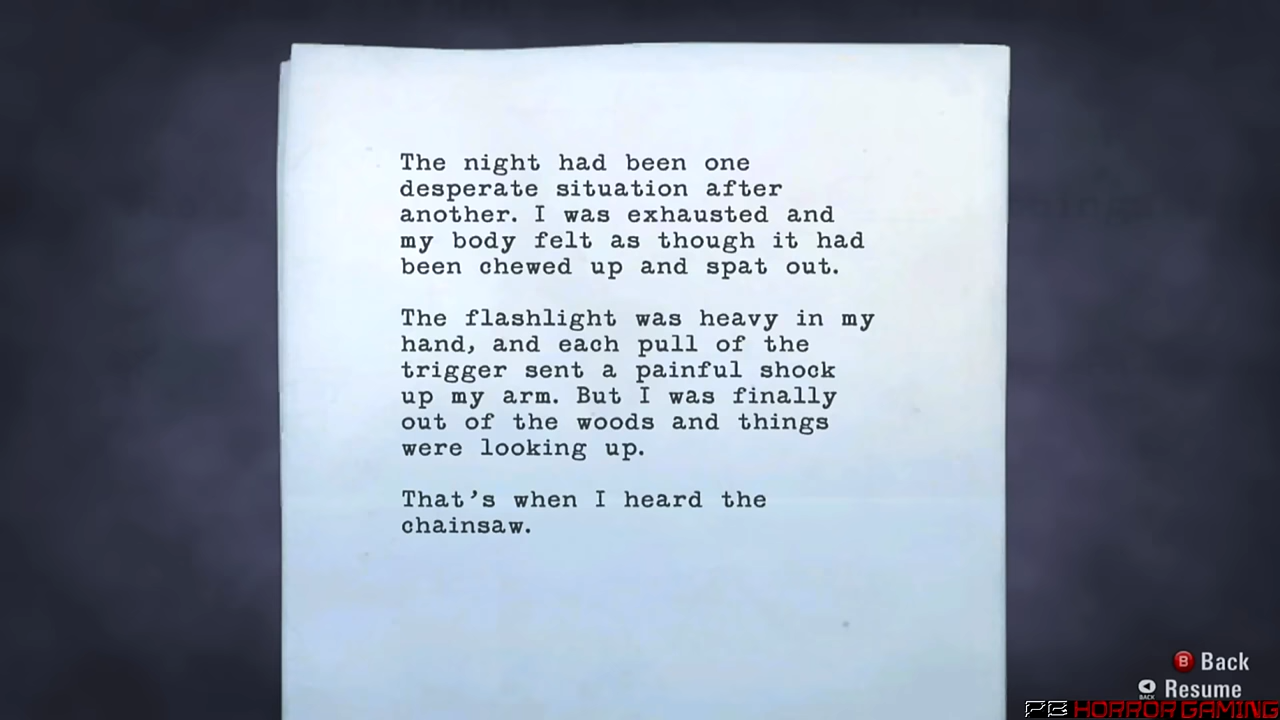 The night had been one
desperate situation after
another. I was exhausted and
my body felt as though it had
been chewed up and spat out.
The flashlight was heavy in my
hand, and each pull of the
trigger sent a painful shock
up my arm. But I was finally
out of the woods and things
were looking up.
That's when I heard the
chainsaw.
B Back
BACK Resume
HORROR GAMING